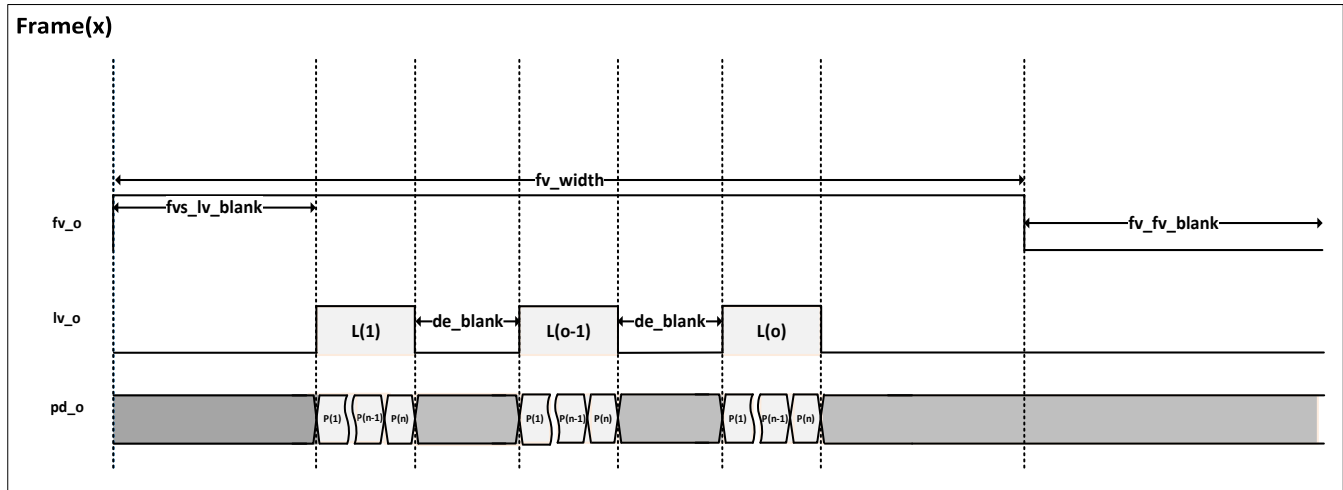 Frame(x)
fv_width
fvs_lv_blank
fv_o
fv_fv_blank
lv_o
L(1)
de_blank
L(o-1)
de_blank
L(o)
pd_o
P(1) P(n-1) P(n)
P(1) P(n-1) P(n)
P(1) P(n-1) P(n)